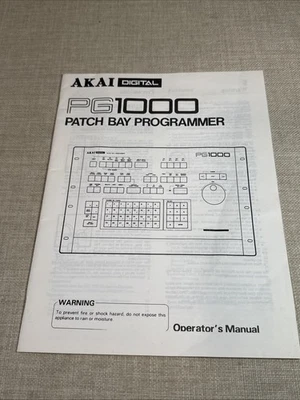 AKAI DIGITAL
PG1000
PATCH BAY PROGRAMMER
AKAI
PG1000
WARNING
To prevent fire or shock hazard, do not expose this
appliance to rain or moisture.
Operator's Manual